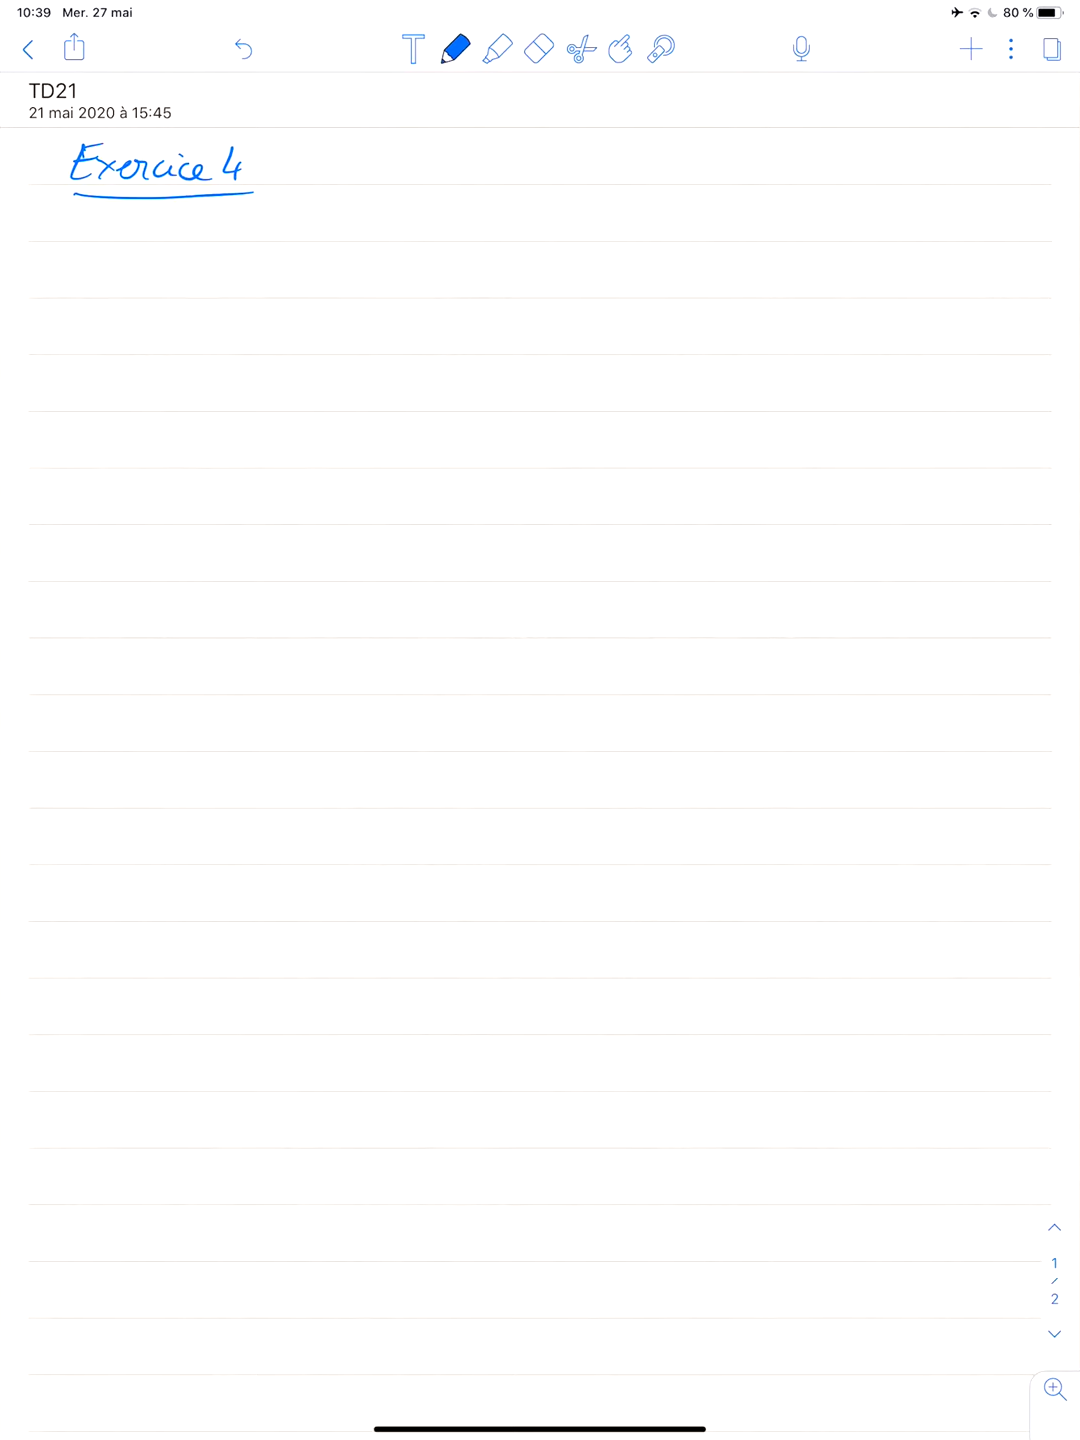 10:39 Mer. 27 mai 80 %
T
TD21
21 mai 2020 à 15:45
Exercice 4
1
/
2